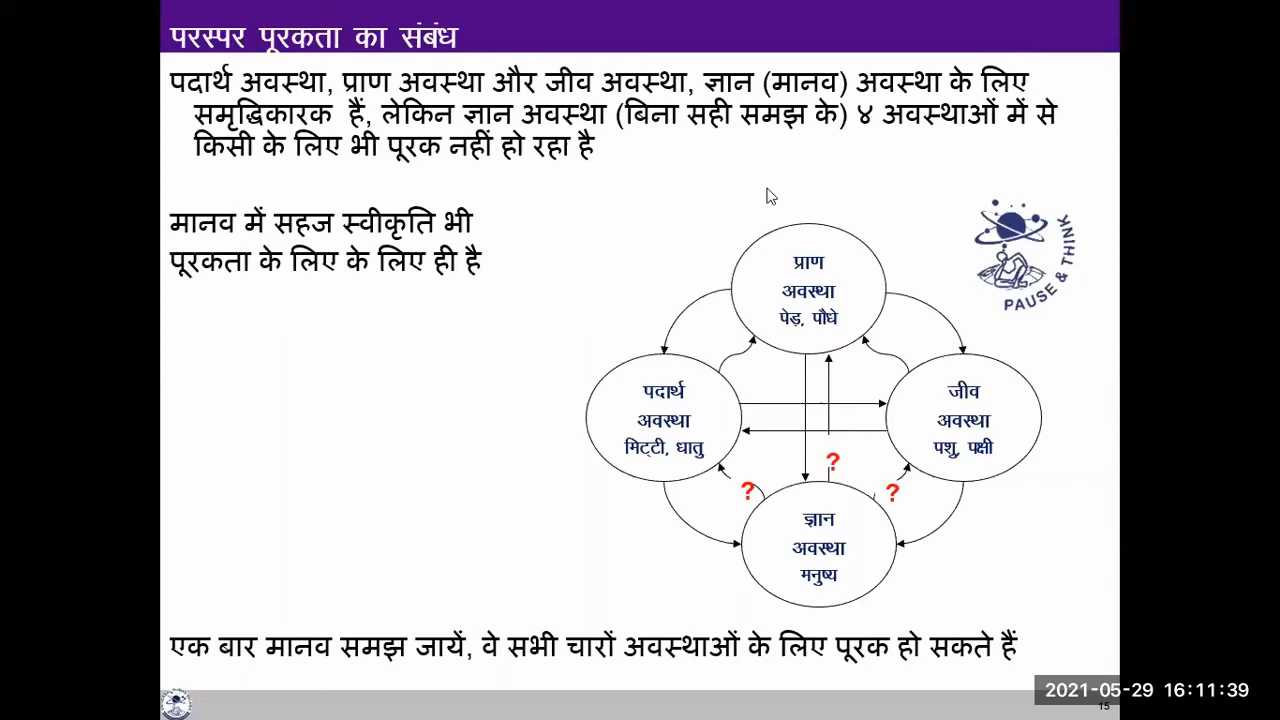 परस्पर पूरकता का संबंध
पदार्थ अवस्था, प्राण अवस्था और जीव अवस्था, ज्ञान (मानव) अवस्था के लिए
समृद्धिकारक हैं, लेकिन ज्ञान अवस्था (बिना सही समझ के) ४ अवस्थाओं में से
किसी के लिए भी पूरक नहीं हो रहा है
मानव में सहज स्वीकृति भी
पूरकता के लिए के लिए ही है
PAUSE & THINK
प्राण
अवस्था
पेड़, पौधे
पदार्थ
अवस्था
मिट्टी, धातु
जीव
अवस्था
पशु, पक्षी
?
?
?
ज्ञान
अवस्था
मनुष्य
एक बार मानव समझ जायें, वे सभी चारों अवस्थाओं के लिए पूरक हो सकते हैं
2021-05-29 16:11:39
15